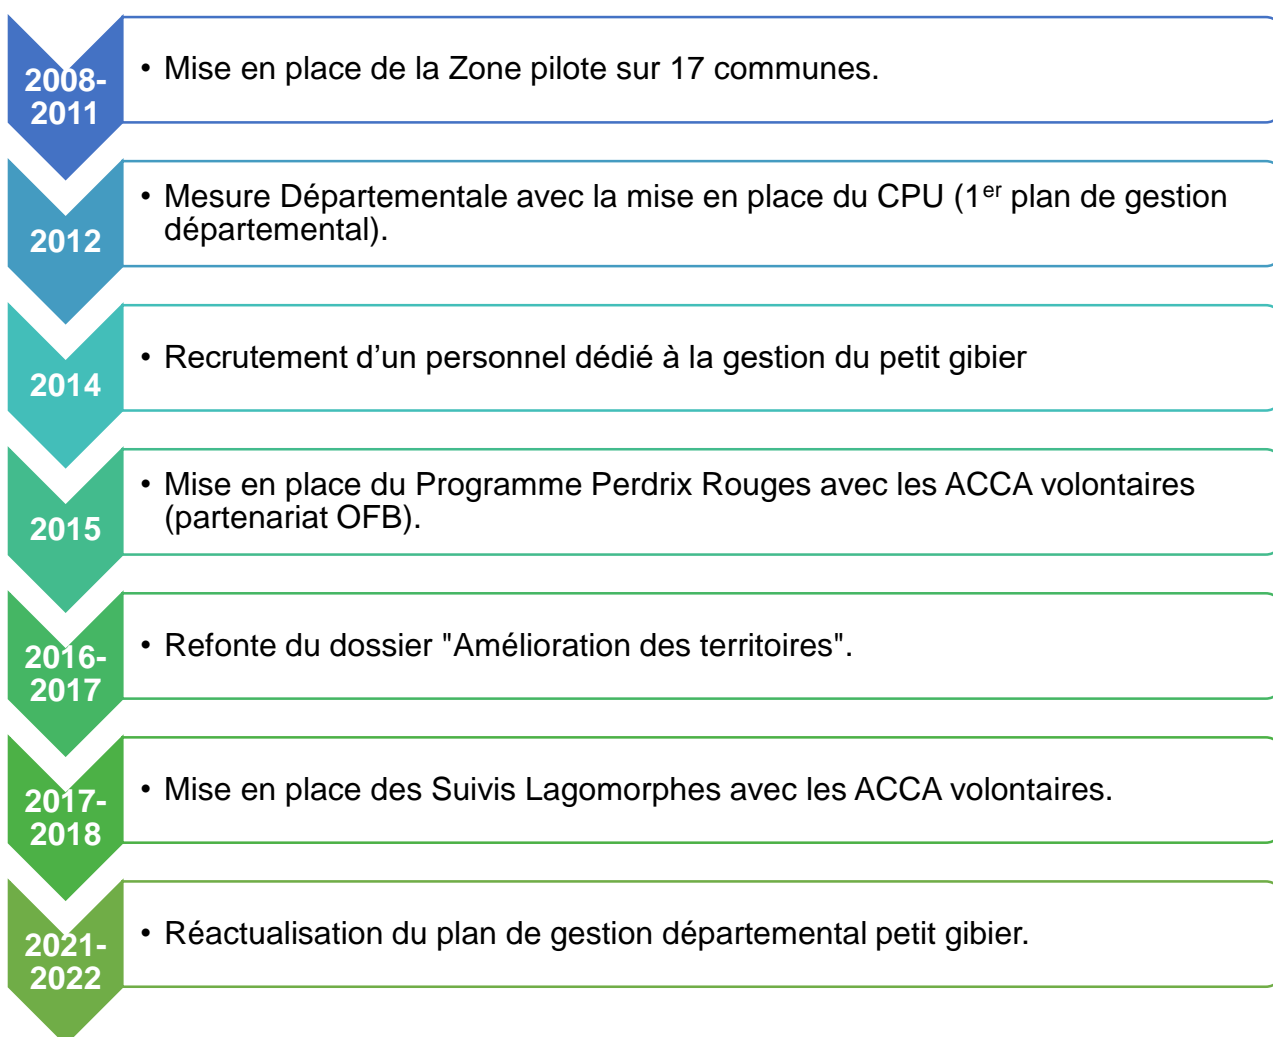 2008-
2011
• Mise en place de la Zone pilote sur 17 communes.
2012
• Mesure Départementale avec la mise en place du CPU (1er plan de gestion
départemental).
2014
• Recrutement d’un personnel dédié à la gestion du petit gibier
2015
• Mise en place du Programme Perdrix Rouges avec les ACCA volontaires
(partenariat OFB).
2016-
2017
• Refonte du dossier "Amélioration des territoires".
2017-
2018
• Mise en place des Suivis Lagomorphes avec les ACCA volontaires.
2021-
2022
• Réactualisation du plan de gestion départemental petit gibier.